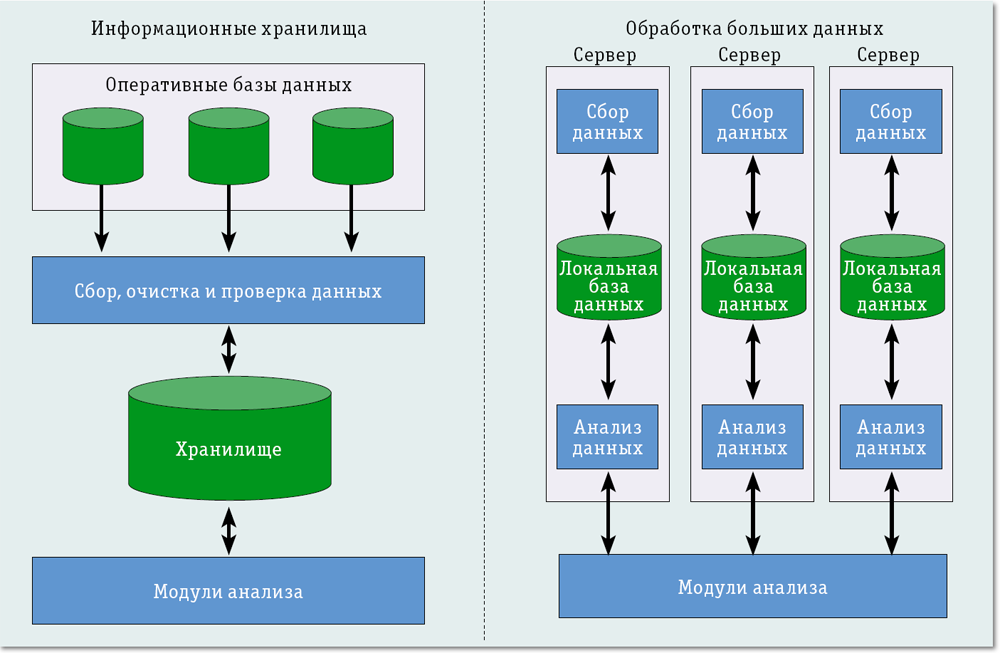 Информационные хранилища
Оперативные базы данных
Сбор, очистка и проверка данных
Хранилище
Модули анализа
Обработка больших данных
Сервер
Сбор
данных
Локальная
база
данных
Анализ
данных
Сервер
Сбор
данных
Локальная
база
данных
Анализ
данных
Сервер
Сбор
данных
Локальная
база
данных
Анализ
данных
Модули анализа